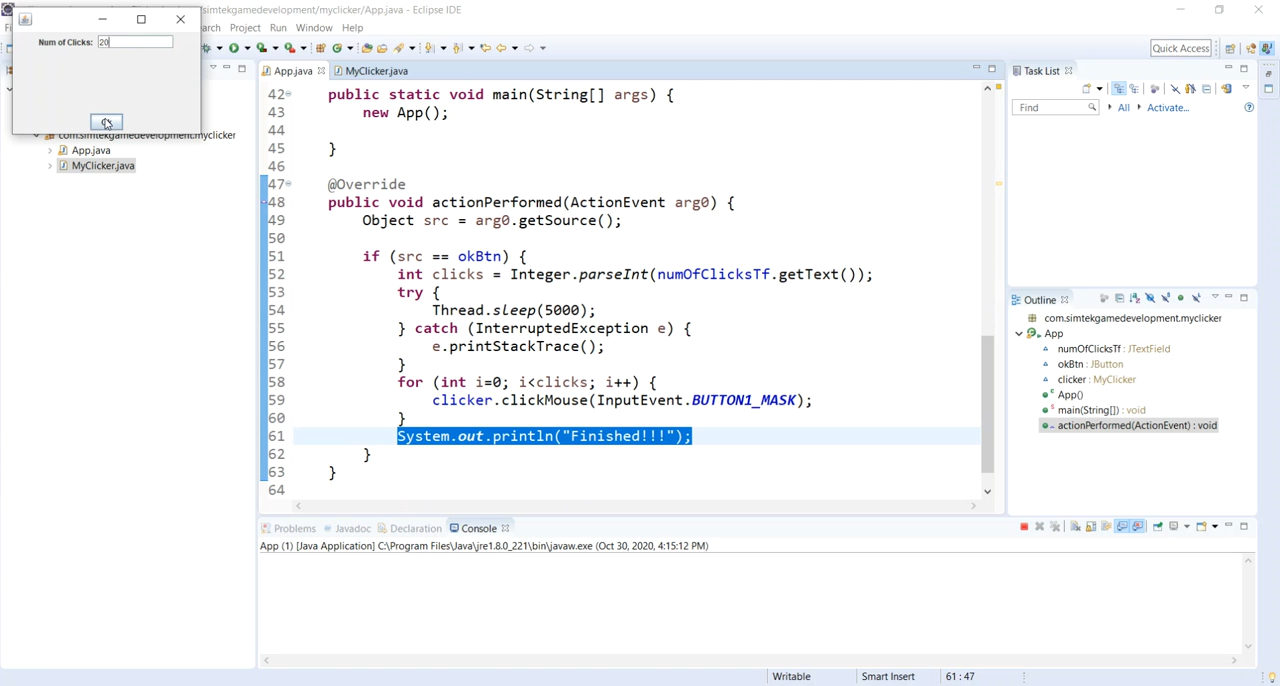 simtekgamedevelopment/myclicker/App.java - Eclipse IDE
Project Run Window Help
Quick Access
Num of Clicks: 20
com.simtekgamedevelopment.myclicker
App.java
MyClicker.java
App.java
MyClicker.java
42 public static void main(String[] args) {
43 new App();
44
45 }
46
47 @Override
48 public void actionPerformed(ActionEvent arg0) {
49 Object src = arg0.getSource();
50
51 if (src == okBtn) {
52 int clicks = Integer.parseInt(numOfClicksTf.getText());
53 try {
54 Thread.sleep(5000);
55 } catch (InterruptedException e) {
56 e.printStackTrace();
57 }
58 for (int i=0; i<clicks; i++) {
59 clicker.clickMouse(InputEvent.BUTTON1_MASK);
60 }
61 System.out.println("Finished!!!");
62 }
63 }
64
Task List
Find All Activate...
Outline
com.simtekgamedevelopment.myclicker
App
numOfClicksTf : JTextField
okBtn : JButton
clicker : MyClicker
App()
main(String[]) : void
actionPerformed(ActionEvent) : void
Problems Javadoc Declaration Console
App (1) [Java Application] C:\Program Files\Java\jre1.8.0_221\bin\javaw.exe (Oct 30, 2020, 4:15:12 PM)
Writable Smart Insert 61 : 47